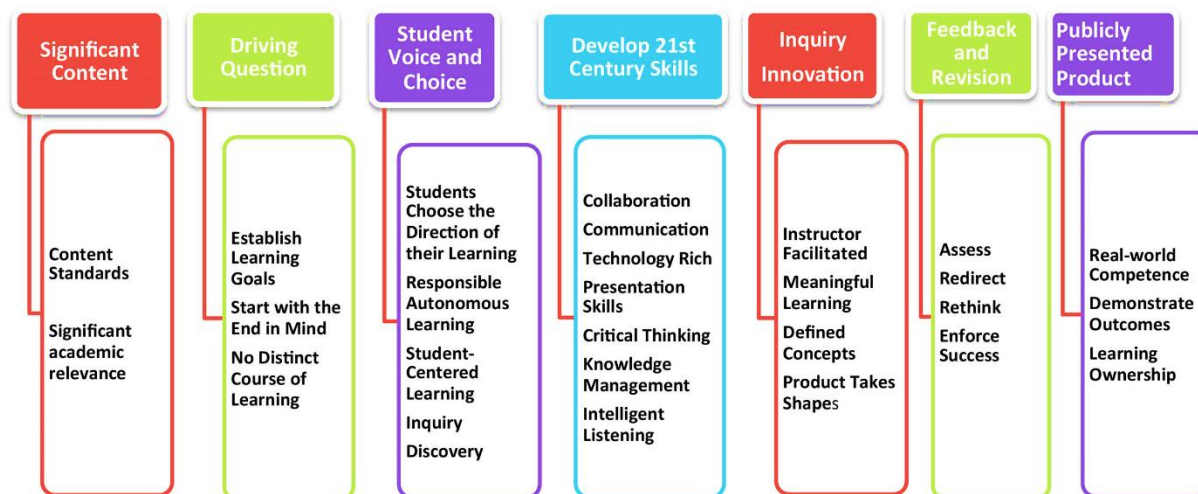 Significant
Content
Driving
Question
Student
Voice and
Choice
Develop 21st
Century Skills
Inquiry
Innovation
Feedback
and
Revision
Publicly
Presented
Product
Content
Standards
Significant
academic
relevance
Establish
Learning
Goals
Start with the
End in Mind
No Distinct
Course of
Learning
Students
Choose the
Direction of
their Learning
Responsible
Autonomous
Learning
Student-
Centered
Learning
Inquiry
Discovery
Collaboration
Communication
Technology Rich
Presentation
Skills
Critical Thinking
Knowledge
Management
Intelligent
Listening
Instructor
Facilitated
Meaningful
Learning
Defined
Concepts
Product Takes
Shapes
Assess
Redirect
Rethink
Enforce
Success
Real-world
Competence
Demonstrate
Outcomes
Learning
Ownership